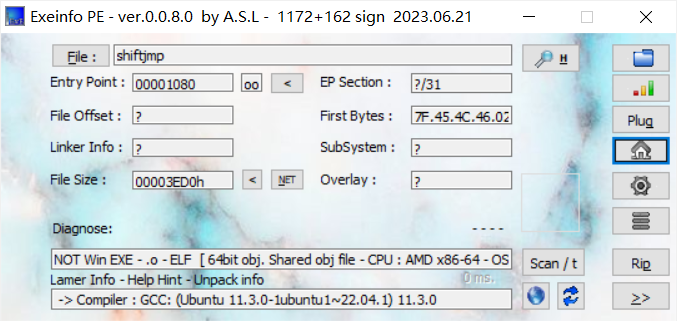 Exeinfo PE - ver.0.0.8.0  by A.S.L -  1172+162 sign  2023.06.21
File : shiftjmp H
Entry Point : 00001080 oo < EP Section : ?/31
File Offset : ? First Bytes : 7F.45.4C.46.02 Plug
Linker Info : ? SubSystem : ?
File Size : 00003ED0h < NET Overlay : ?
Diagnose: ----
NOT Win EXE - .o - ELF  [ 64bit obj. Shared obj file - CPU : AMD x86-64 - OS Scan / t Rip
Lamer Info - Help Hint - Unpack info 0 ms.
-> Compiler : GCC: (Ubuntu 11.3.0-1ubuntu1~22.04.1) 11.3.0 >>